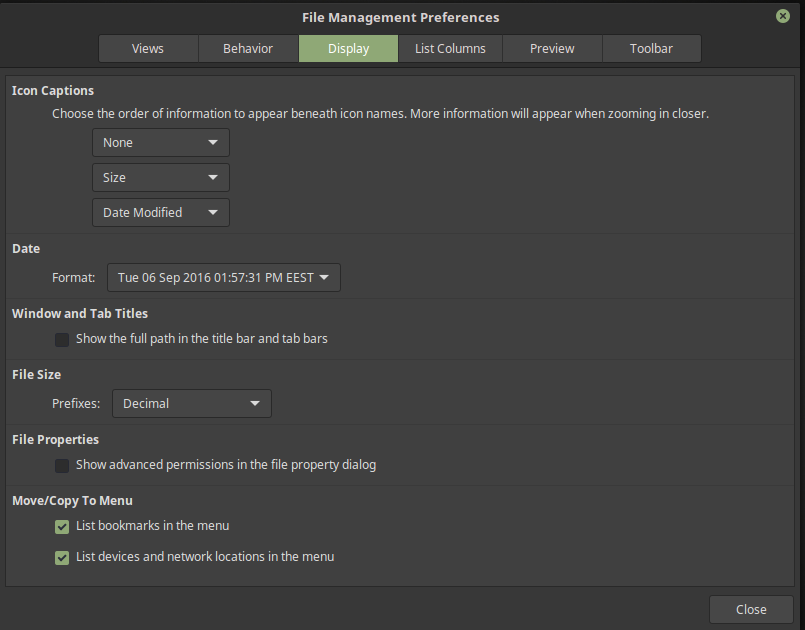 File Management Preferences
Views
Behavior
Display
List Columns
Preview
Toolbar
Icon Captions
Choose the order of information to appear beneath icon names. More information will appear when zooming in closer.
None
Size
Date Modified
Date
Format: Tue 06 Sep 2016 01:57:31 PM EEST
Window and Tab Titles
Show the full path in the title bar and tab bars
File Size
Prefixes: Decimal
File Properties
Show advanced permissions in the file property dialog
Move/Copy To Menu
List bookmarks in the menu
List devices and network locations in the menu
Close